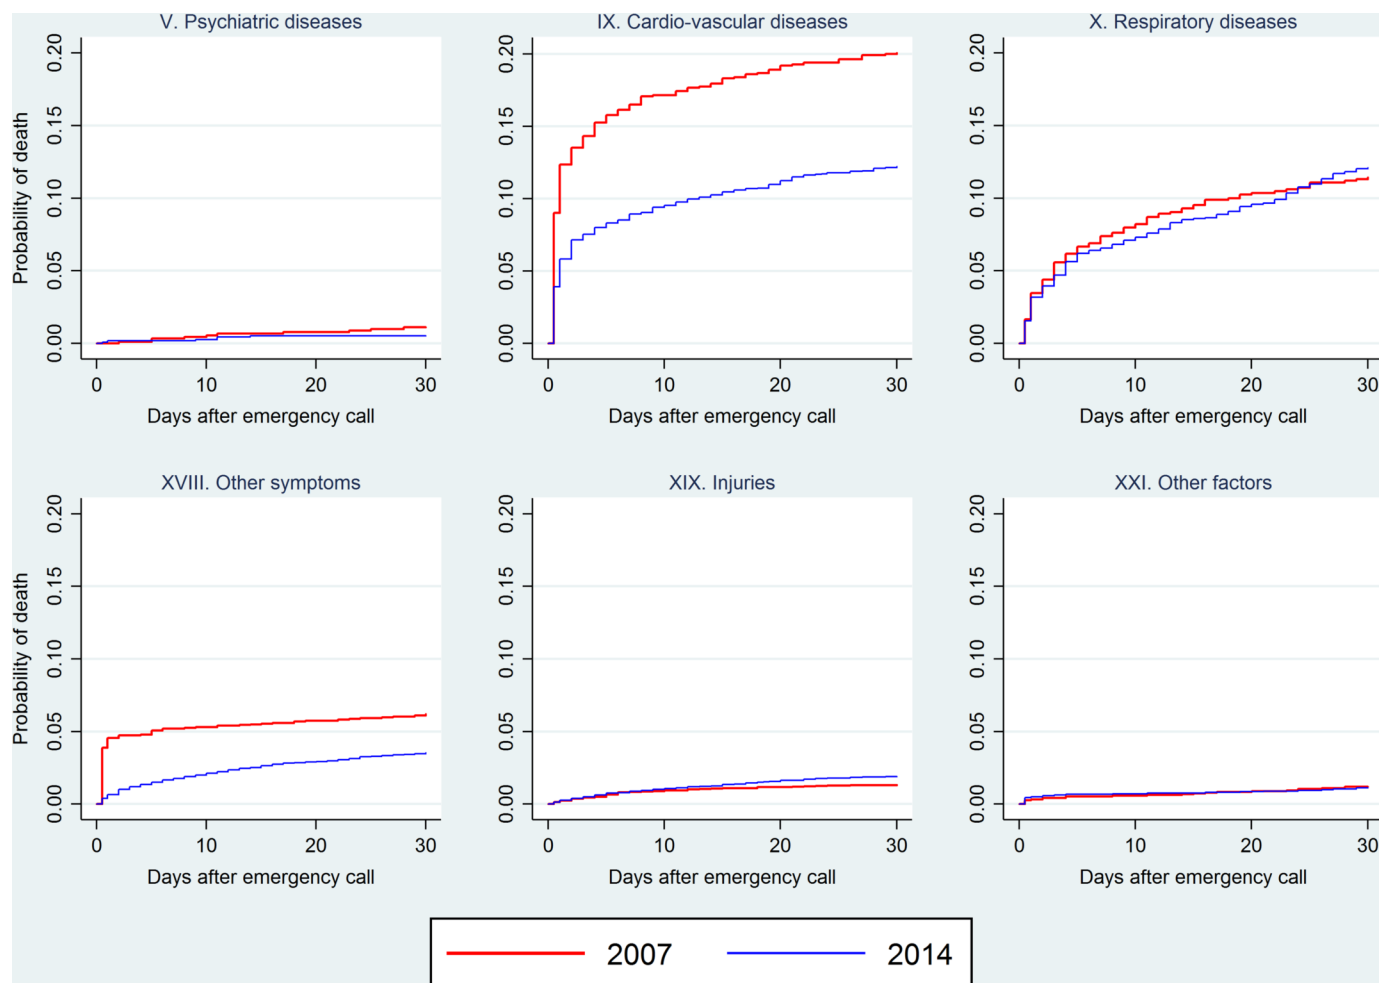 V. Psychiatric diseases
IX. Cardio-vascular diseases
X. Respiratory diseases
Probability of death
0.20
0.15
0.10
0.05
0.00
0 10 20 30
Days after emergency call
0.20
0.15
0.10
0.05
0.00
0 10 20 30
Days after emergency call
0.20
0.15
0.10
0.05
0.00
0 10 20 30
Days after emergency call
XVIII. Other symptoms
XIX. Injuries
XXI. Other factors
Probability of death
0.20
0.15
0.10
0.05
0.00
0 10 20 30
Days after emergency call
0.20
0.15
0.10
0.05
0.00
0 10 20 30
Days after emergency call
0.20
0.15
0.10
0.05
0.00
0 10 20 30
Days after emergency call
2007 2014